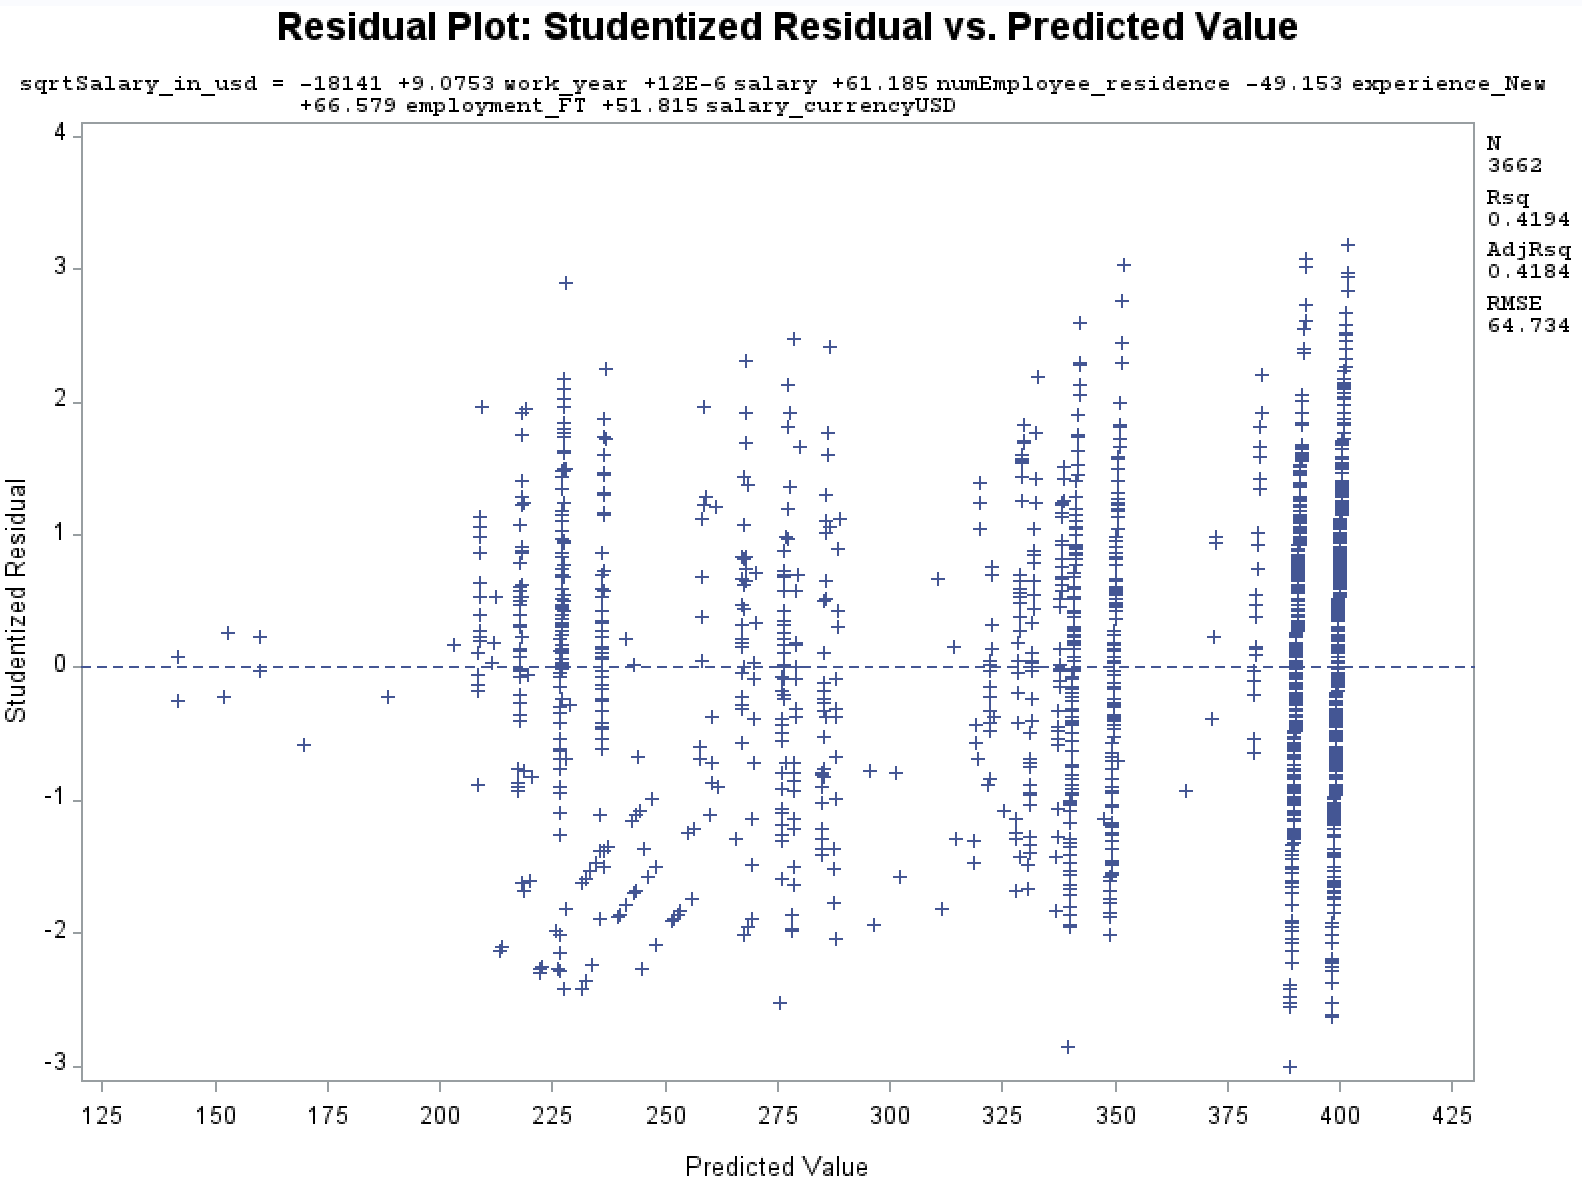 Residual Plot: Studentized Residual vs. Predicted Value
sqrtSalary_in_usd = -18141 +9.0753 work_year +12E-6 salary +61.185 numEmployee_residence -49.153 experience_New
+66.579 employment_FT +51.815 salary_currencyUSD
4
3
2
1
0
-1
-2
-3
Studentized Residual
N
3662
Rsq
0.4194
AdjRsq
0.4184
RMSE
64.734
125 150 175 200 225 250 275 300 325 350 375 400 425
Predicted Value